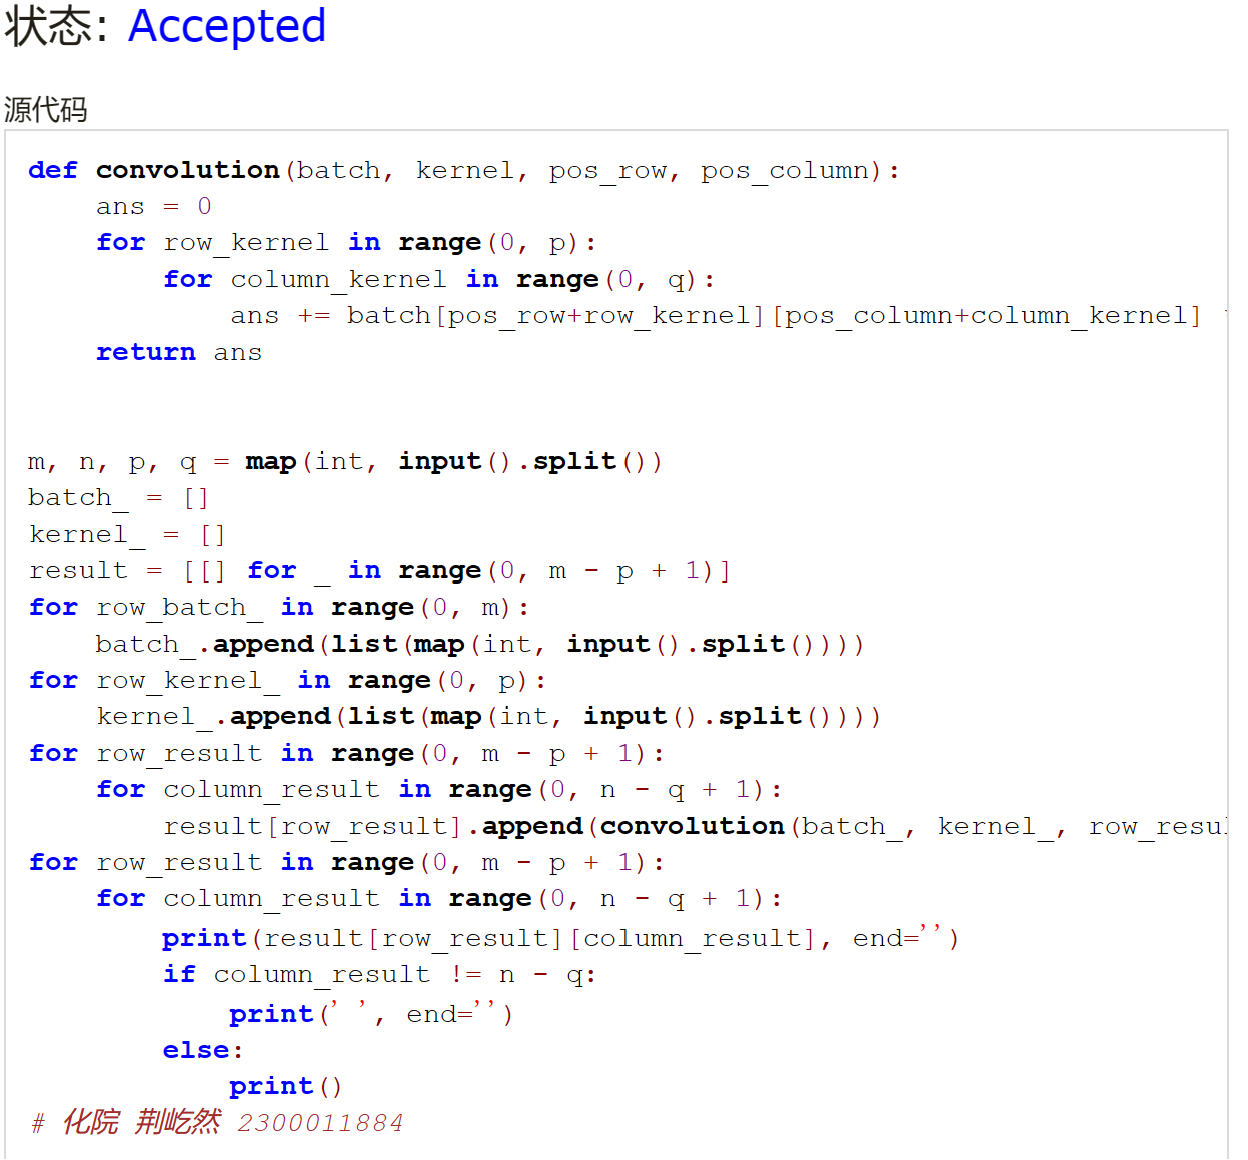 状态: Accepted
源代码
def convolution(batch, kernel, pos_row, pos_column):
    ans = 0
    for row_kernel in range(0, p):
        for column_kernel in range(0, q):
            ans += batch[pos_row+row_kernel][pos_column+column_kernel]
    return ans
m, n, p, q = map(int, input().split())
batch_ = []
kernel_ = []
result = [[] for _ in range(0, m - p + 1)]
for row_batch_ in range(0, m):
    batch_.append(list(map(int, input().split())))
for row_kernel_ in range(0, p):
    kernel_.append(list(map(int, input().split())))
for row_result in range(0, m - p + 1):
    for column_result in range(0, n - q + 1):
        result[row_result].append(convolution(batch_, kernel_,
for row_result in range(0, m - p + 1):
    for column_result in range(0, n - q + 1):
        print(result[row_result][column_result], end='')
        if column_result != n - q:
            print(' ', end='')
        else:
            print()
# 化院 荆屹然 2300011884